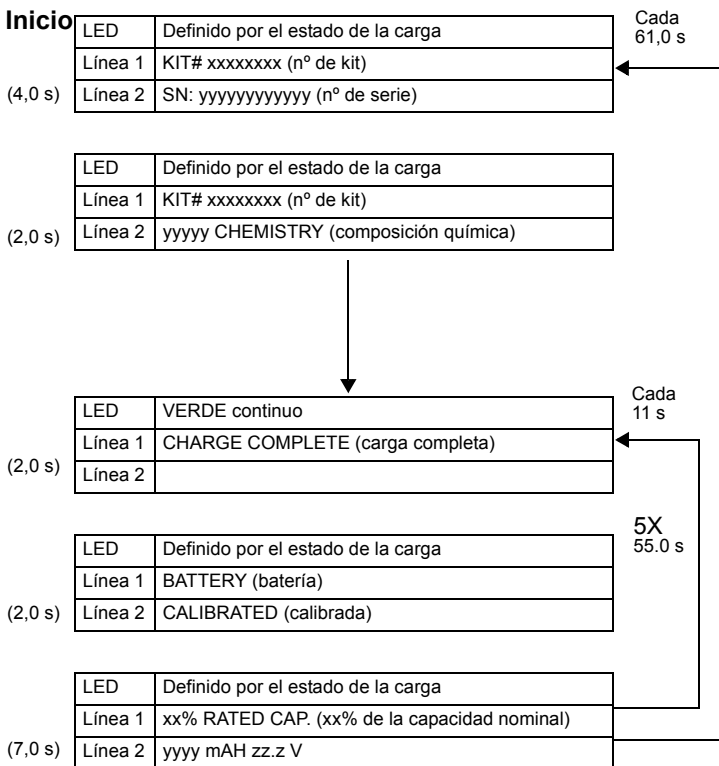 Inicio
Cada
61,0 s
LED Definido por el estado de la carga
Línea 1 KIT# xxxxxxxx (nº de kit)
(4,0 s) Línea 2 SN: yyyyyyyyyyyy (nº de serie)
LED Definido por el estado de la carga
Línea 1 KIT# xxxxxxxx (nº de kit)
(2,0 s) Línea 2 yyyyy CHEMISTRY (composición química)
Cada
11 s
LED VERDE continuo
Línea 1 CHARGE COMPLETE (carga completa)
(2,0 s) Línea 2
5X
55.0 s
LED Definido por el estado de la carga
Línea 1 BATTERY (batería)
(2,0 s) Línea 2 CALIBRATED (calibrada)
LED Definido por el estado de la carga
Línea 1 xx% RATED CAP. (xx% de la capacidad nominal)
(7,0 s) Línea 2 yyyy mAH zz.z V